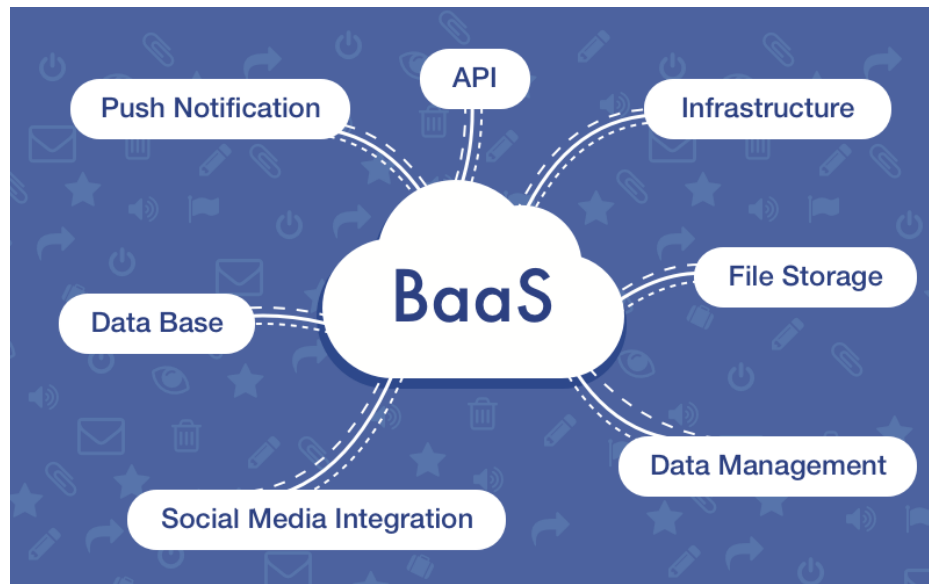 API
Push Notification
Infrastructure
BaaS
File Storage
Data Base
Data Management
Social Media Integration